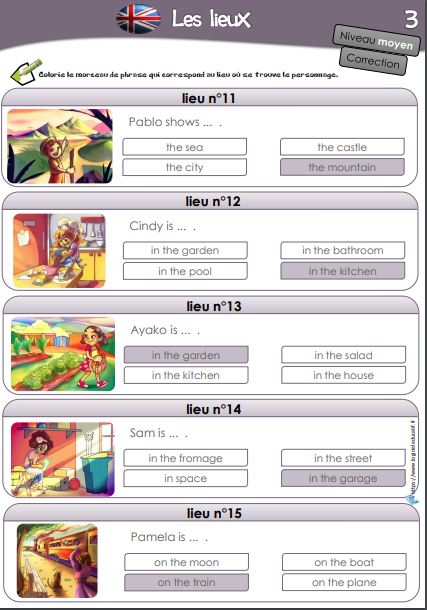 Les lieux
3
Niveau moyen
Correction
Colorie le morceau de phrase qui correspond au lieu où se trouve le personnage.
lieu n°11
Pablo shows ... .
the sea
the castle
the city
the mountain
lieu n°12
Cindy is ... .
in the garden
in the bathroom
in the pool
in the kitchen
lieu n°13
Ayako is ... .
in the garden
in the salad
in the kitchen
in the house
lieu n°14
Sam is ... .
in the fromage
in the street
in space
in the garage
https://www.logicieleducatif.fr
lieu n°15
Pamela is ... .
on the moon
on the boat
on the train
on the plane